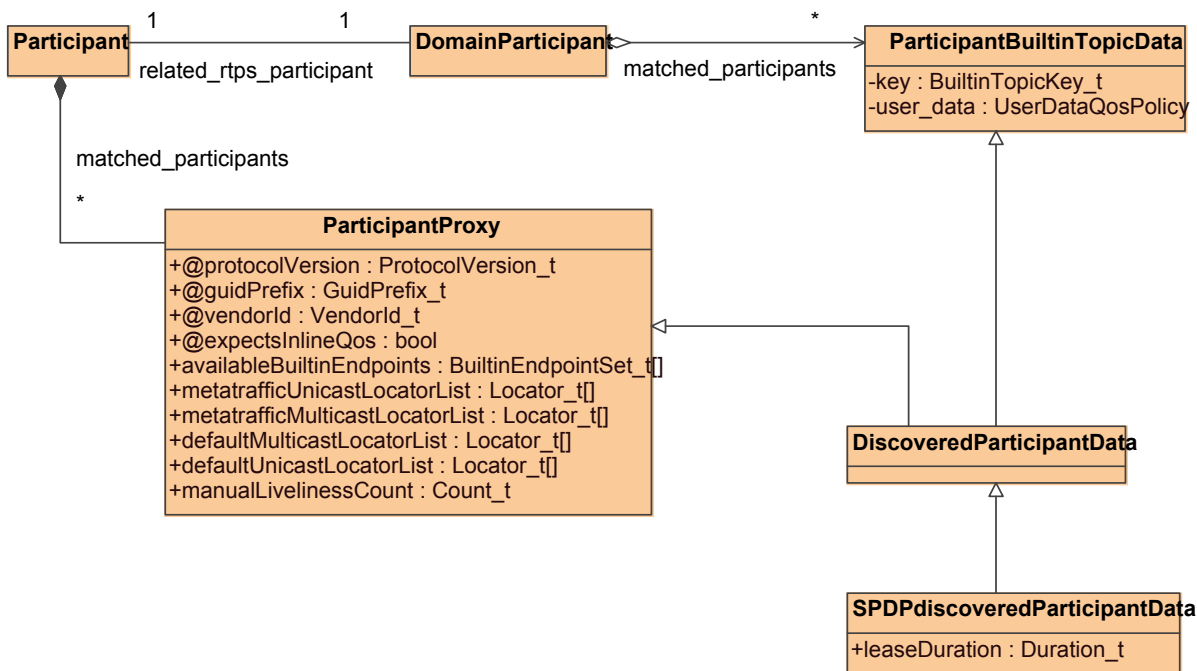 1
1
*
Participant
DomainParticipant
ParticipantBuiltinTopicData
related_rtps_participant
matched_participants
-key : BuiltinTopicKey_t
-user_data : UserDataQosPolicy
matched_participants
*
ParticipantProxy
+@protocolVersion : ProtocolVersion_t
+@guidPrefix : GuidPrefix_t
+@vendorId : VendorId_t
+@expectsInlineQos : bool
+availableBuiltinEndpoints : BuiltinEndpointSet_t[]
+metatrafficUnicastLocatorList : Locator_t[]
+metatrafficMulticastLocatorList : Locator_t[]
+defaultMulticastLocatorList : Locator_t[]
+defaultUnicastLocatorList : Locator_t[]
+manualLivelinessCount : Count_t
DiscoveredParticipantData
SPDPdiscoveredParticipantData
+leaseDuration : Duration_t